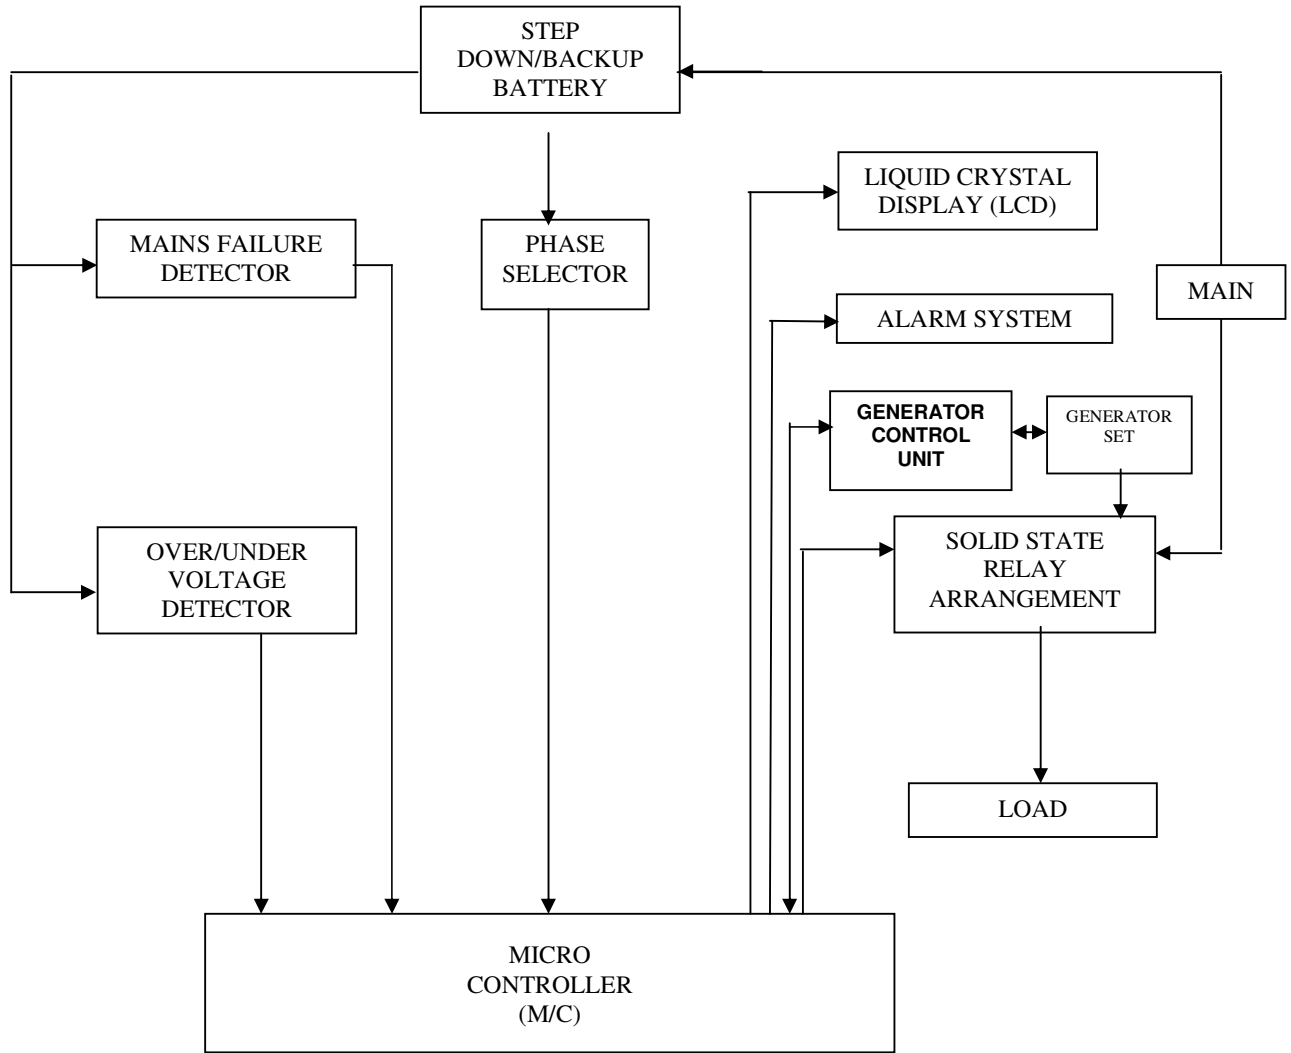 STEP
DOWN/BACKUP
BATTERY
LIQUID CRYSTAL
DISPLAY (LCD)
MAINS FAILURE
DETECTOR
PHASE
SELECTOR
MAIN
ALARM SYSTEM
GENERATOR
CONTROL
UNIT
GENERATOR
SET
OVER/UNDER
VOLTAGE
DETECTOR
SOLID STATE
RELAY
ARRANGEMENT
LOAD
MICRO
CONTROLLER
(M/C)